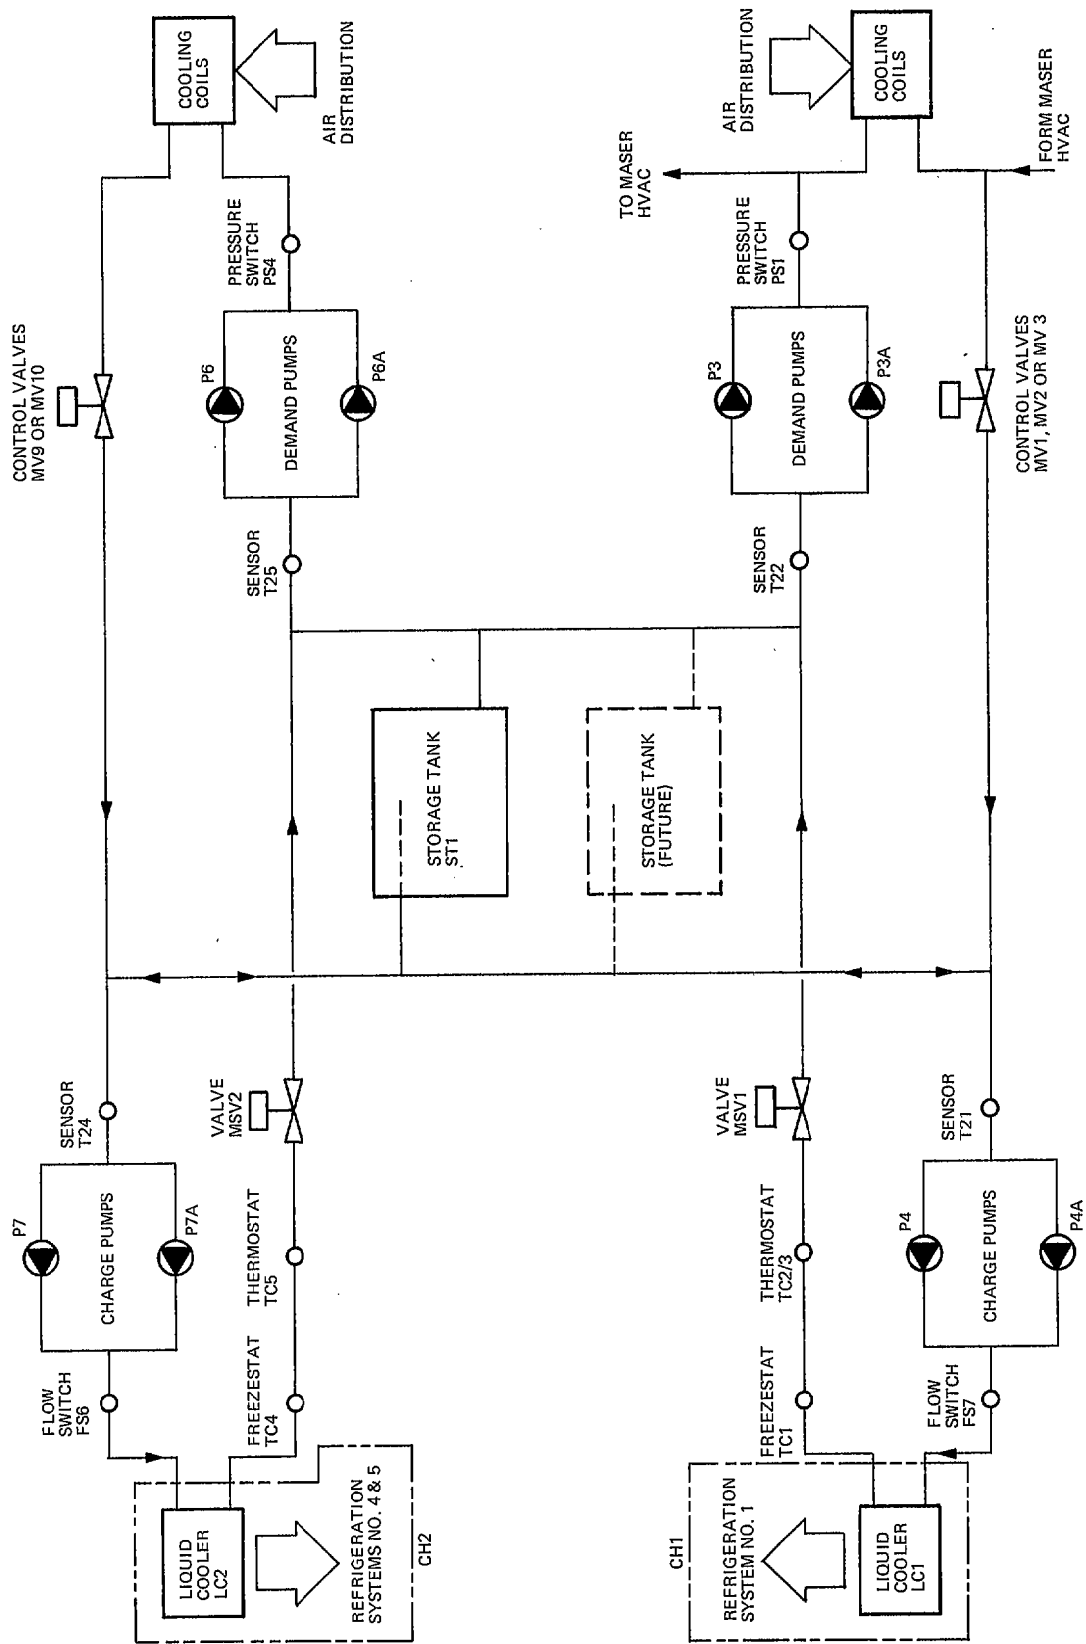 CONTROL VALVES
MV9 OR MV10
COOLING
COILS
AIR
DISTRIBUTION
PRESSURE
SWITCH
PS4
P6
DEMAND PUMPS
P6A
SENSOR
T25
SENSOR
T24
P7
CHARGE PUMPS
P7A
FLOW
SWITCH
FS6
VALVE
MSV2
THERMOSTAT
TC5
FREEZESTAT
TC4
LIQUID
COOLER
LC2
REFRIGERATION
SYSTEMS NO. 4 & 5
CH2
STORAGE TANK
ST1
STORAGE TANK
(FUTURE)
AIR
DISTRIBUTION
COOLING
COILS
TO MASER
HVAC
FORM MASER
HVAC
PRESSURE
SWITCH
PS1
P3
DEMAND PUMPS
P3A
SENSOR
T22
CONTROL VALVES
MV1, MV2 OR MV 3
VALVE
MSV1
THERMOSTAT
TC2/3
FREEZESTAT
TC1
SENSOR
T21
P4
CHARGE PUMPS
P4A
FLOW
SWITCH
FS7
CH1
REFRIGERATION
SYSTEM NO. 1
LIQUID
COOLER
LC1